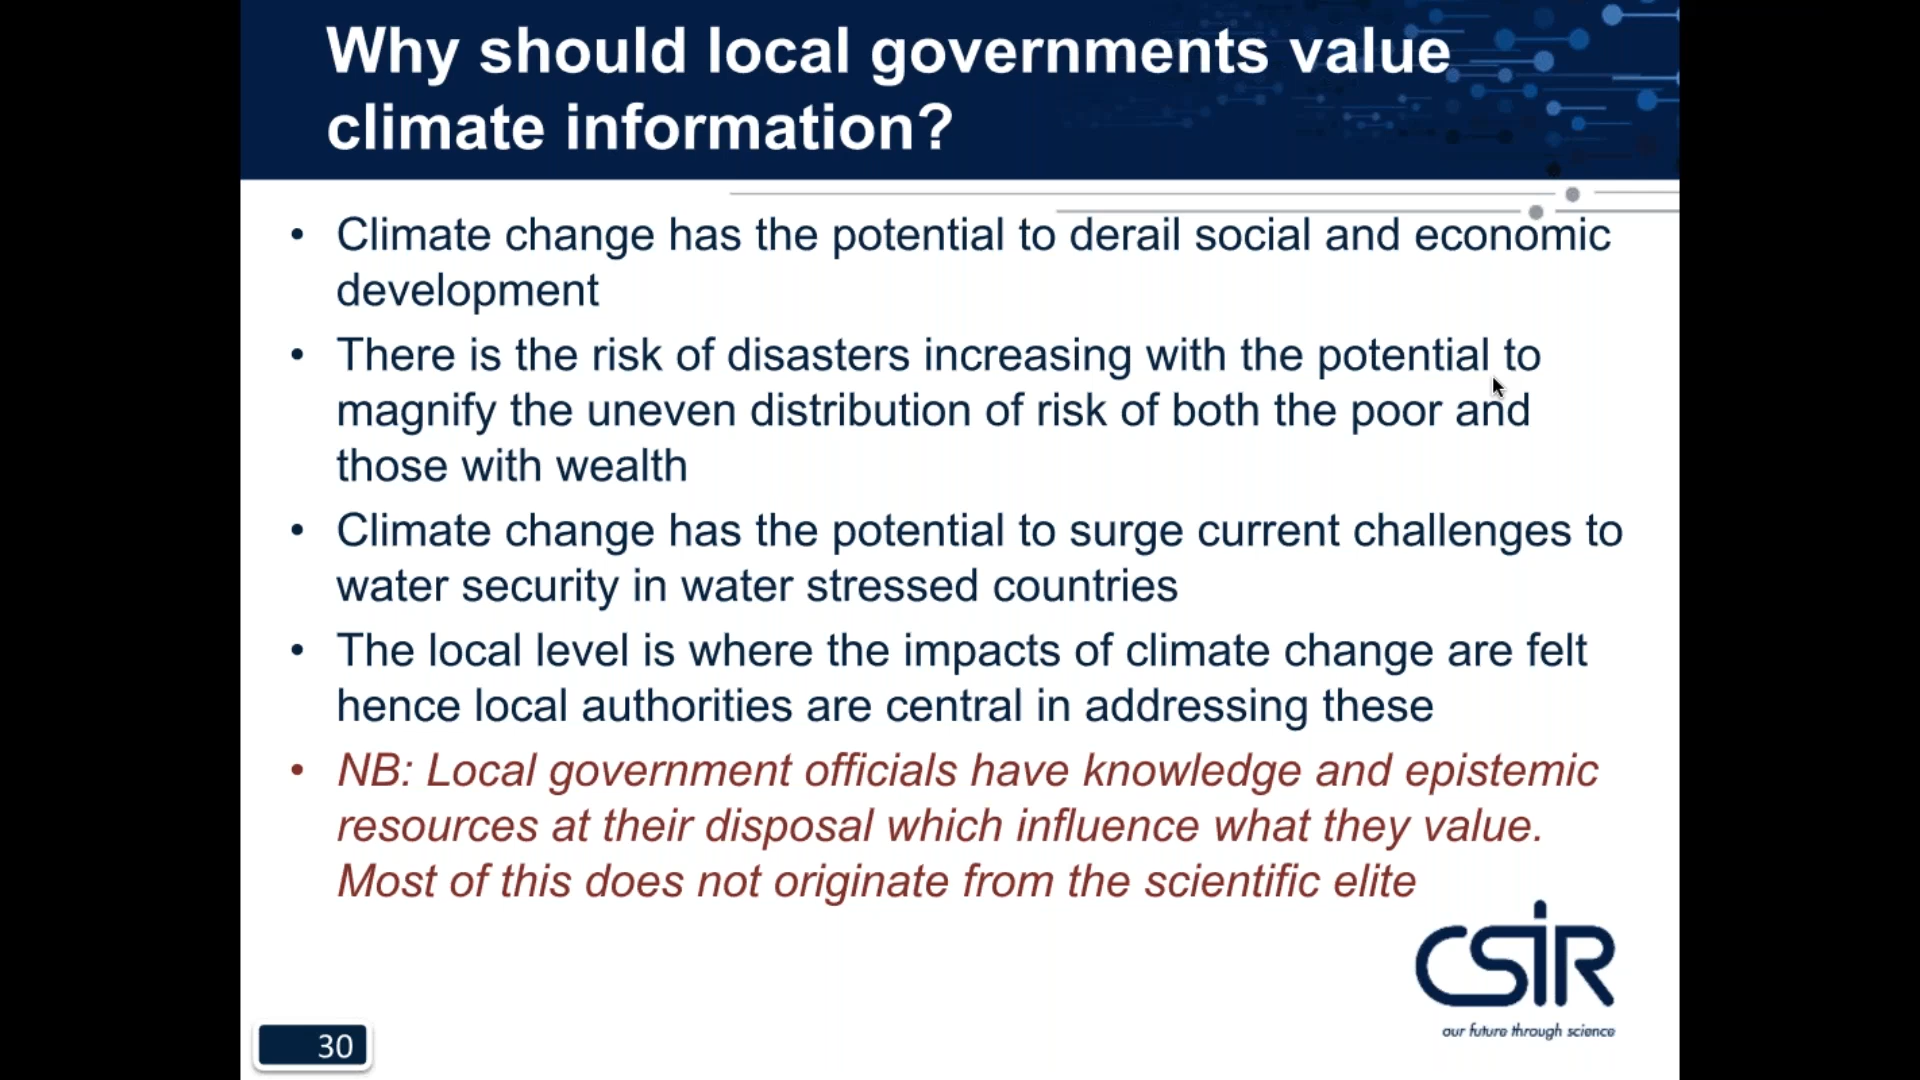 Why should local governments value
climate information?
• Climate change has the potential to derail social and economic
development
• There is the risk of disasters increasing with the potential to
magnify the uneven distribution of risk of both the poor and
those with wealth
• Climate change has the potential to surge current challenges to
water security in water stressed countries
• The local level is where the impacts of climate change are felt
hence local authorities are central in addressing these
• NB: Local government officials have knowledge and epistemic
resources at their disposal which influence what they value.
Most of this does not originate from the scientific elite
CSIR
our future through science
30